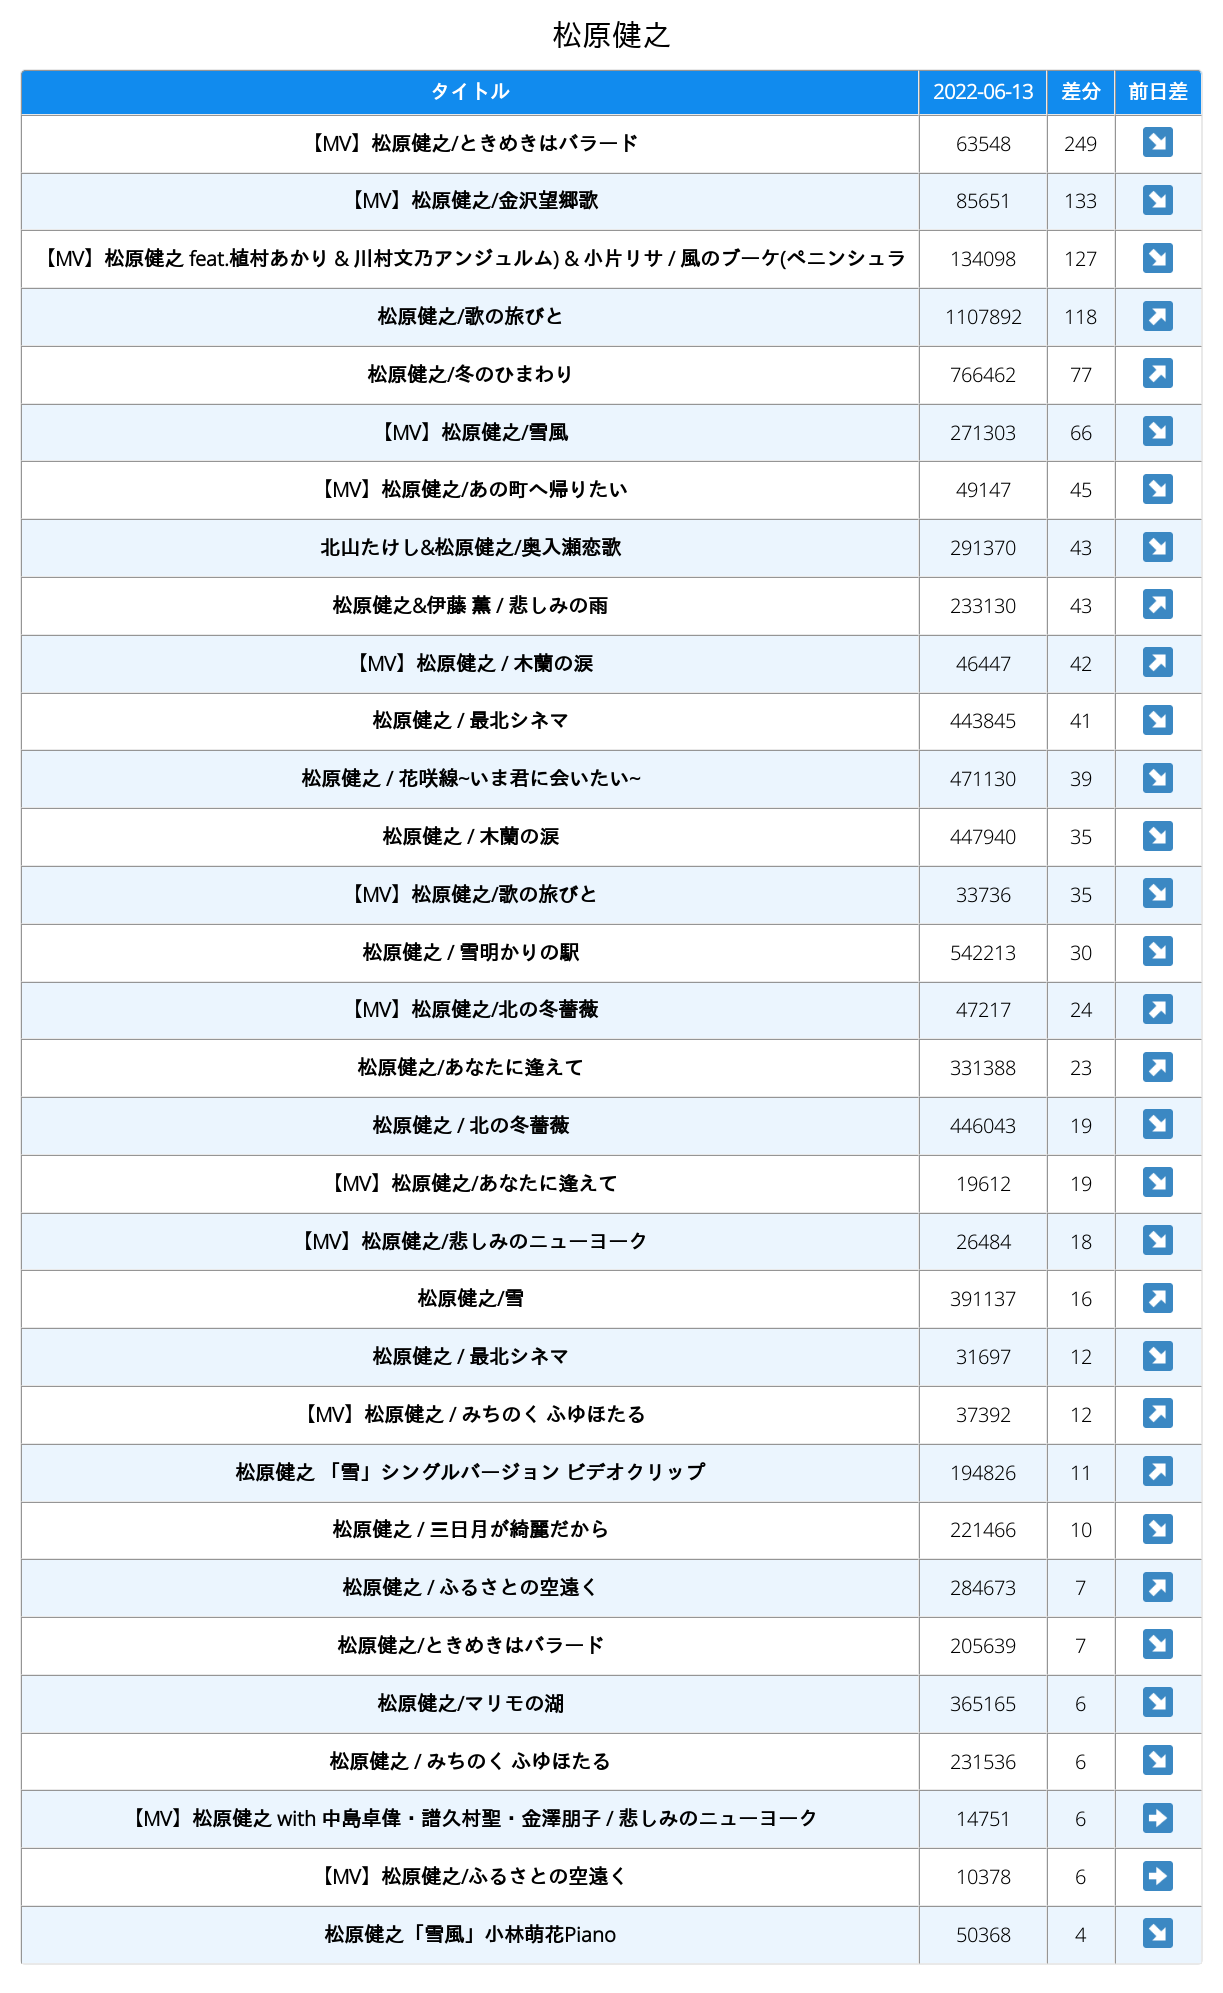 松原健之
タイトル 2022-06-13 差分 前日差
【MV】松原健之/ときめきはバラード 63548 249 ↘
【MV】松原健之/金沢望郷歌 85651 133 ↘
【MV】松原健之 feat.植村あかり & 川村文乃アンジュルム) & 小片リサ / 風のブーケ(ペニンシュラ 134098 127 ↘
松原健之/歌の旅びと 1107892 118 ↗
松原健之/冬のひまわり 766462 77 ↗
【MV】松原健之/雪風 271303 66 ↘
【MV】松原健之/あの町へ帰りたい 49147 45 ↘
北山たけし&松原健之/奥入瀬恋歌 291370 43 ↘
松原健之&伊藤 薫 / 悲しみの雨 233130 43 ↗
【MV】松原健之 / 木蘭の涙 46447 42 ↗
松原健之 / 最北シネマ 443845 41 ↘
松原健之 / 花咲線~いま君に会いたい~ 471130 39 ↘
松原健之 / 木蘭の涙 447940 35 ↘
【MV】松原健之/歌の旅びと 33736 35 ↘
松原健之 / 雪明かりの駅 542213 30 ↘
【MV】松原健之/北の冬薔薇 47217 24 ↗
松原健之/あなたに逢えて 331388 23 ↗
松原健之 / 北の冬薔薇 446043 19 ↘
【MV】松原健之/あなたに逢えて 19612 19 ↘
【MV】松原健之/悲しみのニューヨーク 26484 18 ↘
松原健之/雪 391137 16 ↗
松原健之 / 最北シネマ 31697 12 ↘
【MV】松原健之 / みちのく ふゆほたる 37392 12 ↗
松原健之 「雪」シングルバージョン ビデオクリップ 194826 11 ↗
松原健之 / 三日月が綺麗だから 221466 10 ↘
松原健之 / ふるさとの空遠く 284673 7 ↗
松原健之/ときめきはバラード 205639 7 ↘
松原健之/マリモの湖 365165 6 ↘
松原健之 / みちのく ふゆほたる 231536 6 ↘
【MV】松原健之 with 中島卓偉・譜久村聖・金澤朋子 / 悲しみのニューヨーク 14751 6 ➡
【MV】松原健之/ふるさとの空遠く 10378 6 ➡
松原健之「雪風」小林萌花Piano 50368 4 ↘